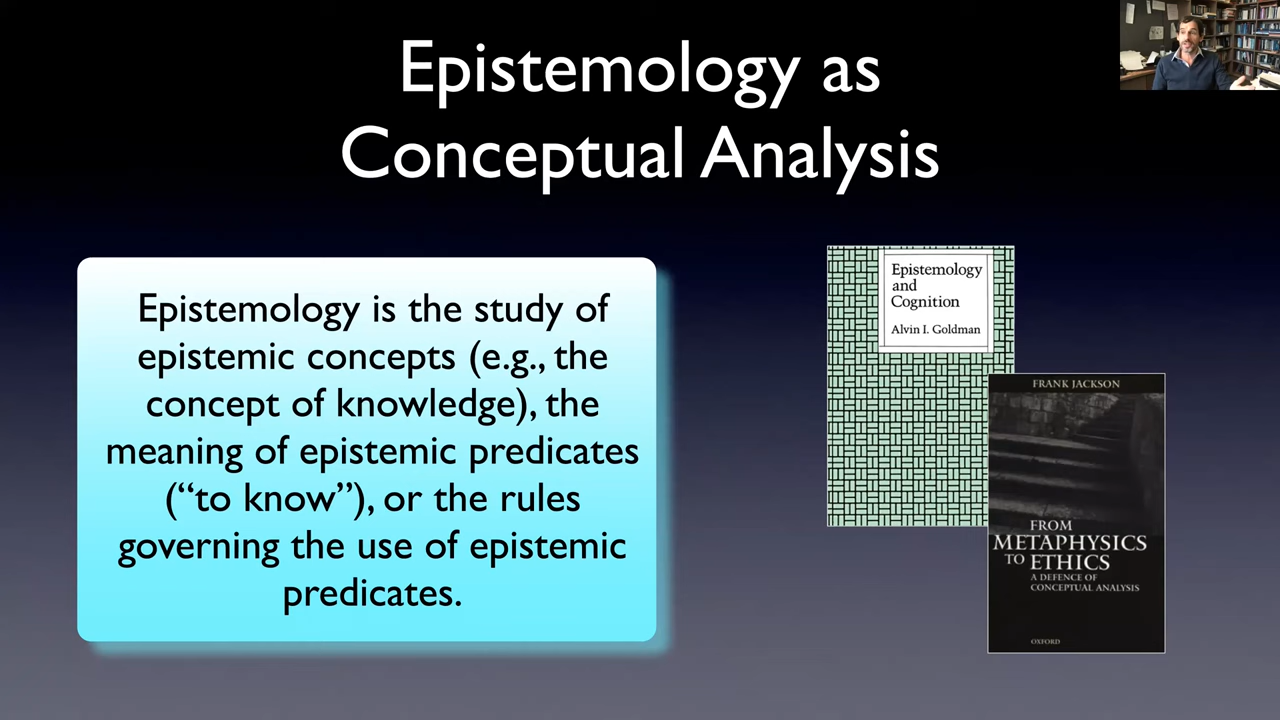 Epistemology as
Conceptual Analysis
Epistemology is the study of
epistemic concepts (e.g., the
concept of knowledge), the
meaning of epistemic predicates
(“to know”), or the rules
governing the use of epistemic
predicates.
Epistemology
and
Cognition
Alvin I. Goldman
FRANK JACKSON
FROM
METAPHYSICS
TO ETHICS
A DEFENCE OF
CONCEPTUAL ANALYSIS
OXFORD